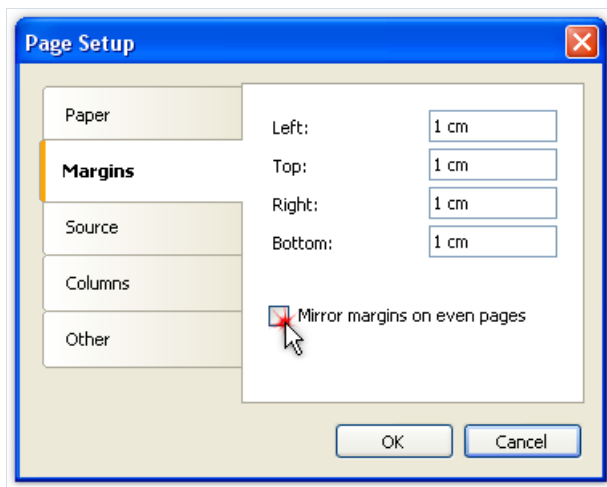 Page Setup
Paper
Margins
Source
Columns
Other
Left: 1 cm
Top: 1 cm
Right: 1 cm
Bottom: 1 cm
Mirror margins on even pages
OK Cancel